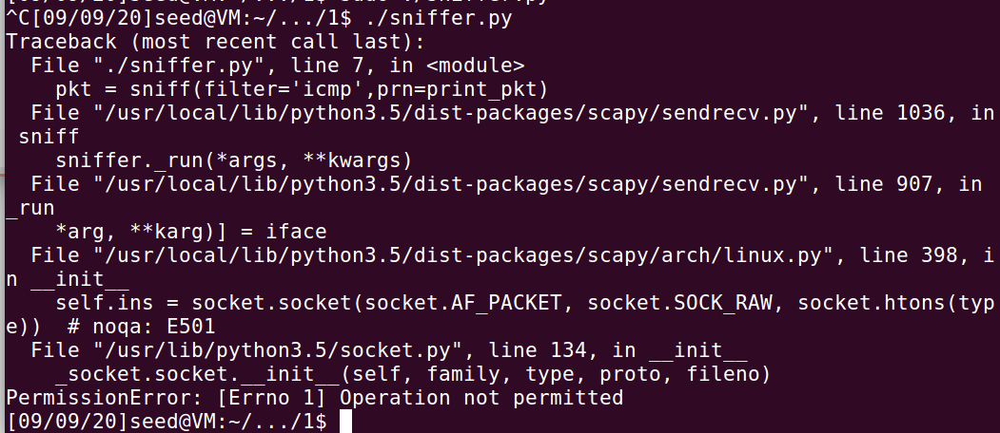 ^C[09/09/20]seed@VM:~/.../1$ ./sniffer.py
Traceback (most recent call last):
  File "./sniffer.py", line 7, in <module>
    pkt = sniff(filter='icmp',prn=print_pkt)
  File "/usr/local/lib/python3.5/dist-packages/scapy/sendrecv.py", line 1036, in
 sniff
    sniffer._run(*args, **kwargs)
  File "/usr/local/lib/python3.5/dist-packages/scapy/sendrecv.py", line 907, in
_run
    *arg, **karg)] = iface
  File "/usr/local/lib/python3.5/dist-packages/scapy/arch/linux.py", line 398, i
n __init__
    self.ins = socket.socket(socket.AF_PACKET, socket.SOCK_RAW, socket.htons(typ
e))  # noqa: E501
  File "/usr/lib/python3.5/socket.py", line 134, in __init__
    _socket.socket.__init__(self, family, type, proto, fileno)
PermissionError: [Errno 1] Operation not permitted
[09/09/20]seed@VM:~/.../1$